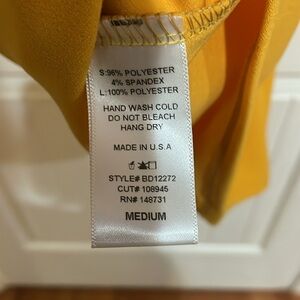 S:96% POLYESTER
4% SPANDEX
L:100% POLYESTER
HAND WASH COLD
DO NOT BLEACH
HANG DRY
MADE IN U.S.A
STYLE# BD12272
CUT# 108945
RN# 148731
MEDIUM